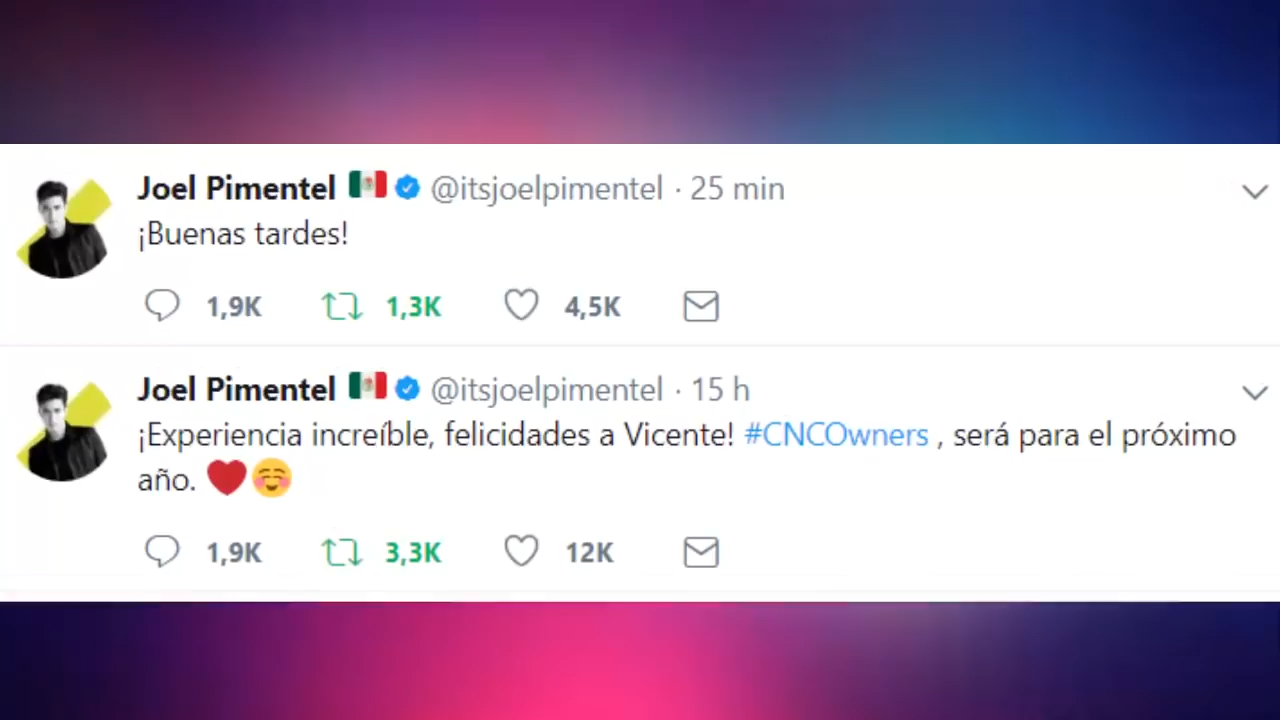 Joel Pimentel 🇲🇽 @itsjoelpimentel · 25 min
¡Buenas tardes!
1,9K 1,3K 4,5K
Joel Pimentel 🇲🇽 @itsjoelpimentel · 15 h
¡Experiencia increíble, felicidades a Vicente! #CNCOwners , será para el próximo
año. ❤️☺️
1,9K 3,3K 12K